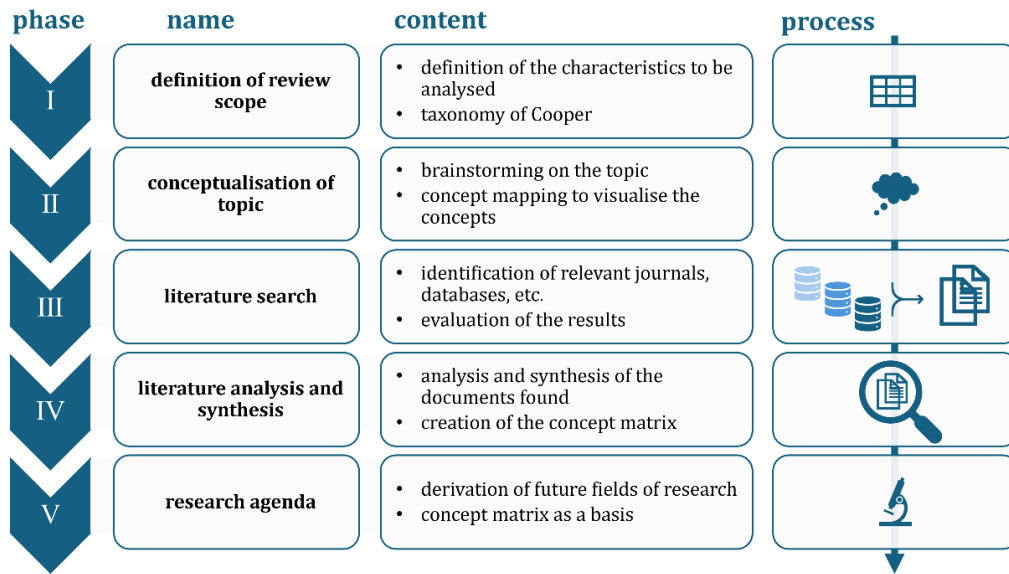 phase name content process
I
definition of review
scope
• definition of the characteristics to be
analysed
• taxonomy of Cooper
II
conceptualisation of
topic
• brainstorming on the topic
• concept mapping to visualise the
concepts
III
literature search
• identification of relevant journals,
databases, etc.
• evaluation of the results
IV
literature analysis and
synthesis
• analysis and synthesis of the
documents found
• creation of the concept matrix
V
research agenda
• derivation of future fields of research
• concept matrix as a basis